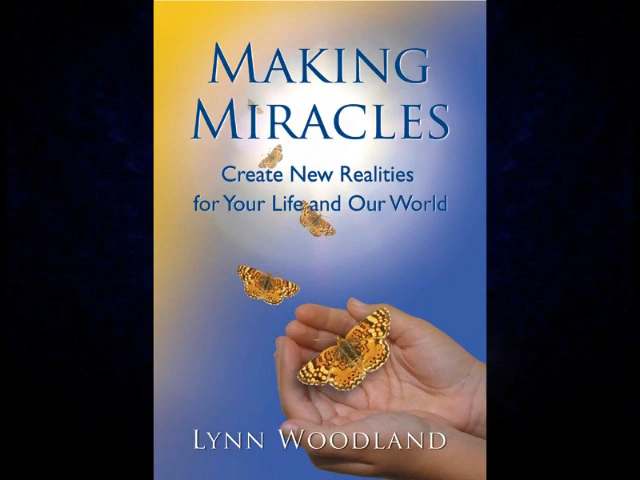 MAKING
MIRACLES
Create New Realities
for Your Life and Our World
LYNN WOODLAND